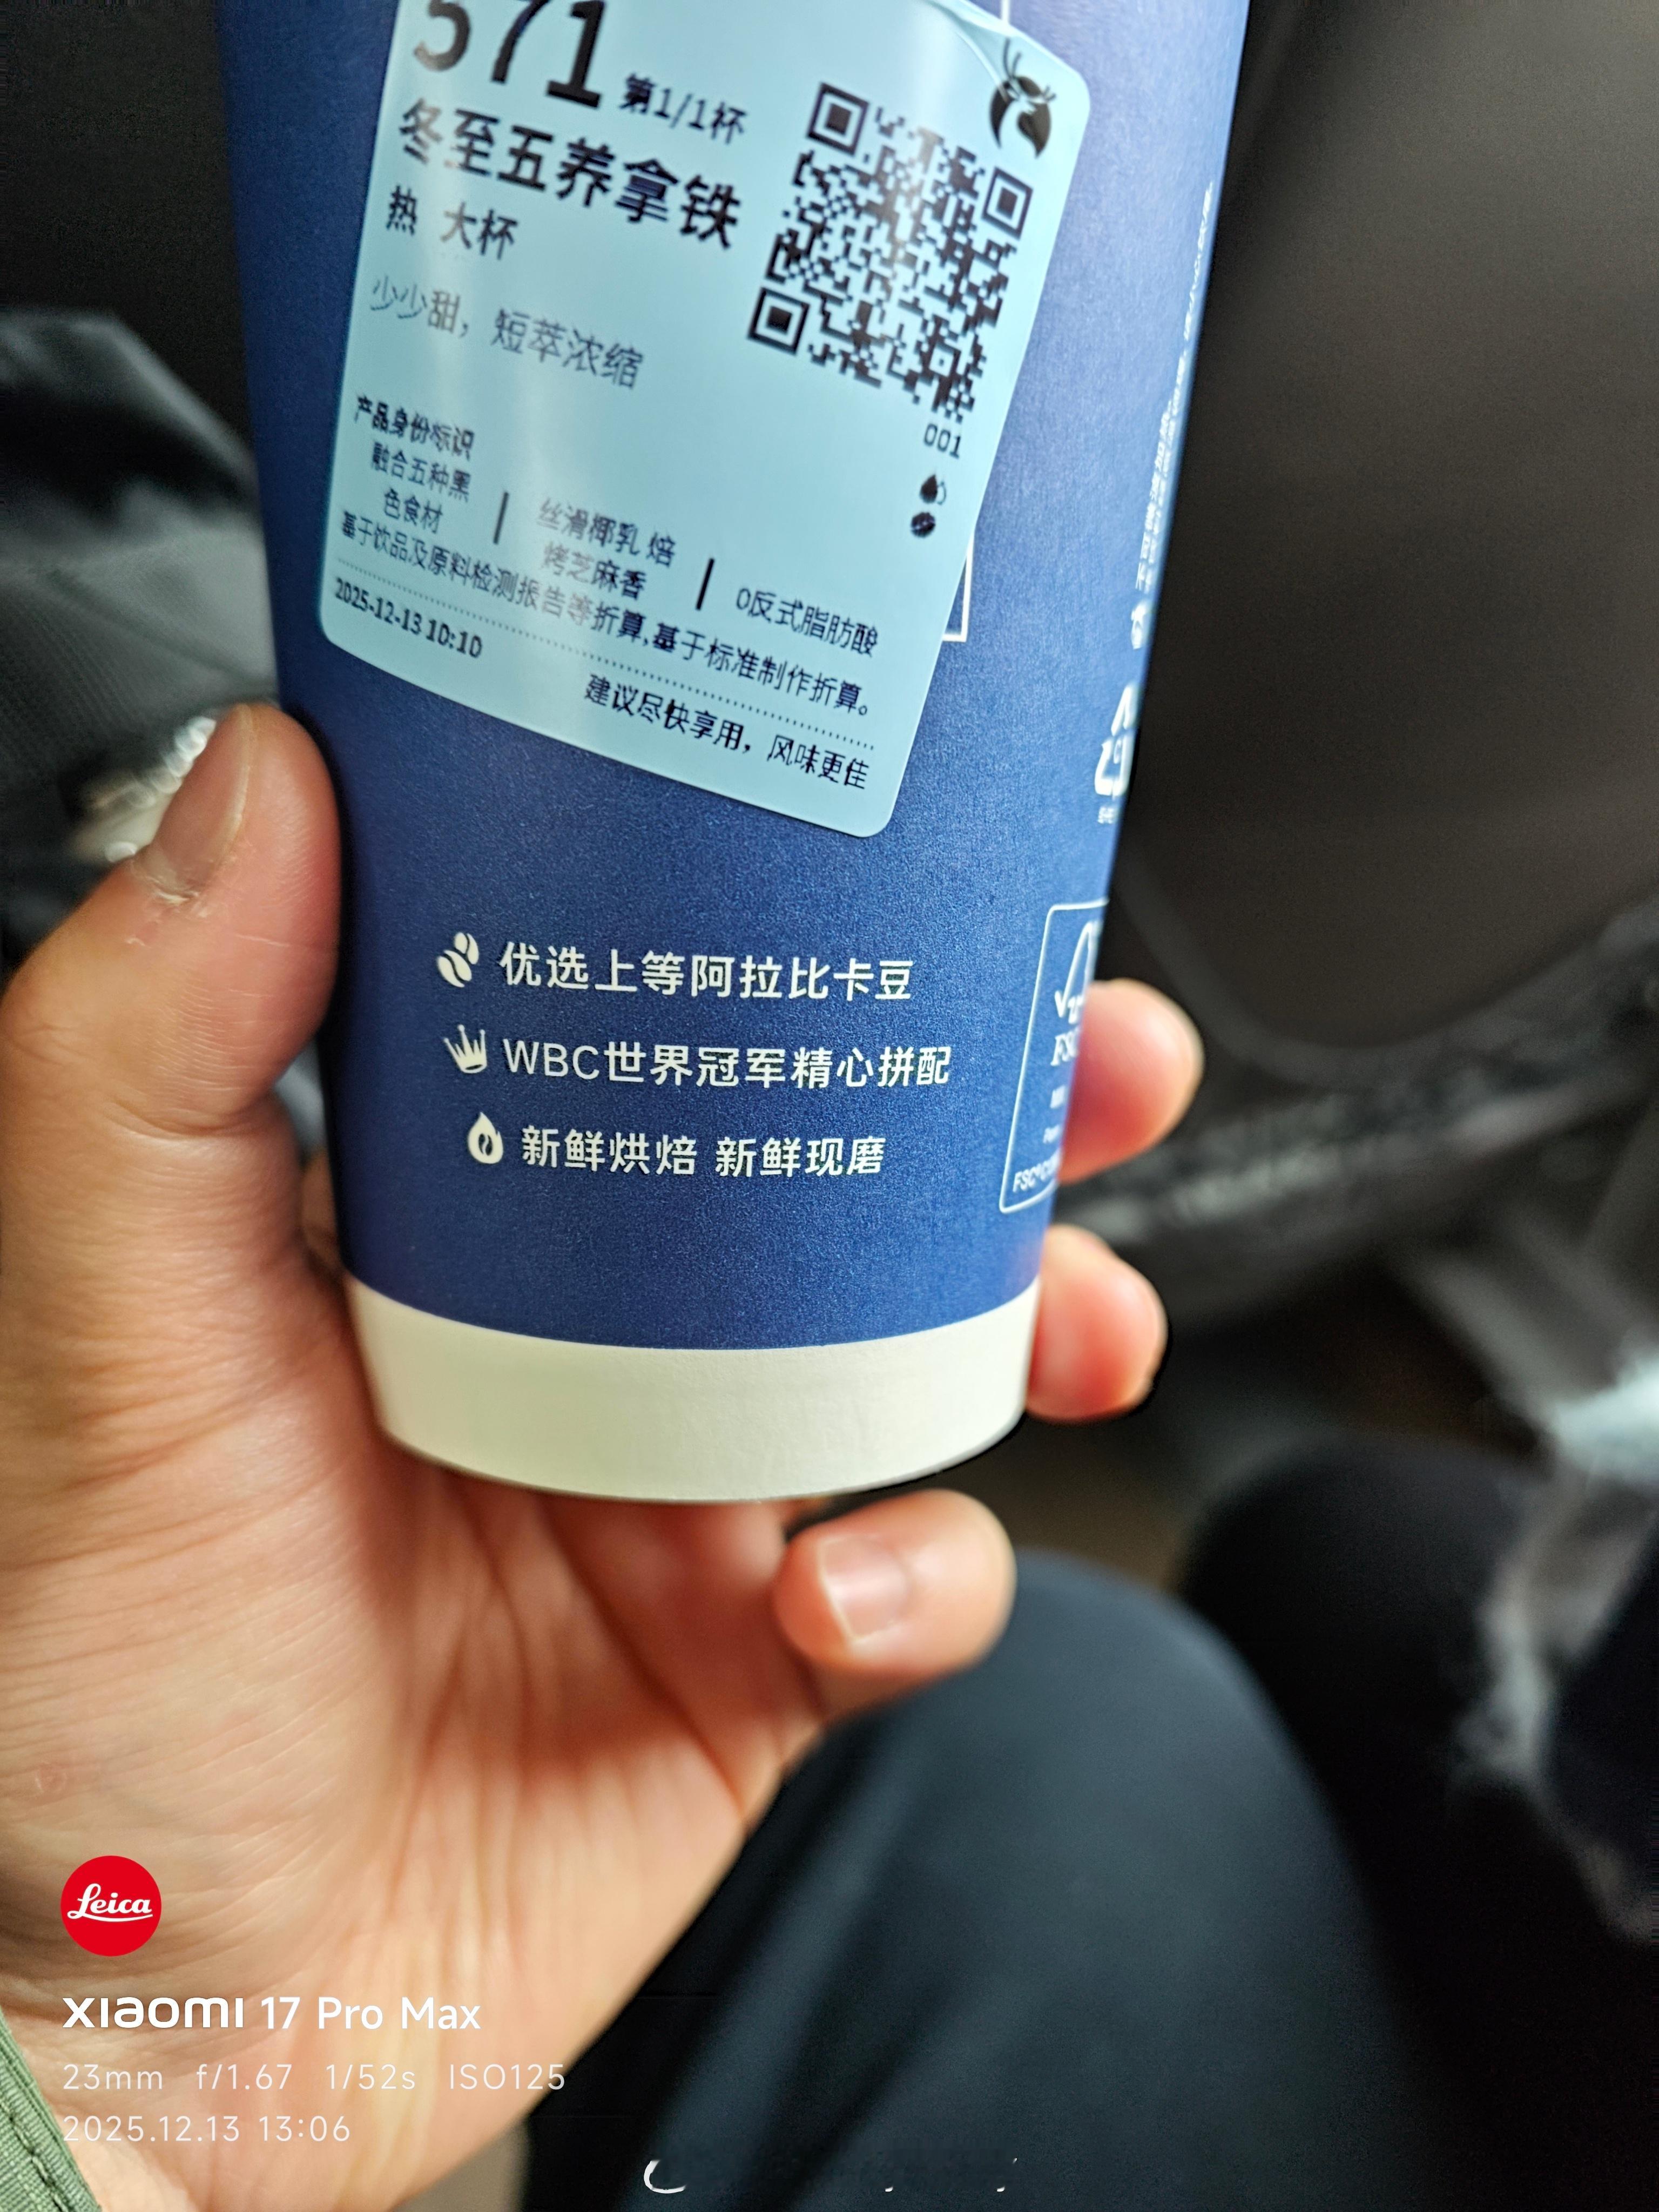 571 第1/1杯
冬至五养拿铁
热 大杯
少少甜，短萃浓缩
001
产品身份标识
融合五种黑
色食材
丝滑椰乳 焙
烤芝麻香
0反式脂肪酸
基于饮品及原料检测报告等折算,基于标准制作折算。
2025-12-13 10:10
建议尽快享用，风味更佳
优选上等阿拉比卡豆
WBC世界冠军精心拼配
新鲜烘焙 新鲜现磨
Leica
xiaomi 17 Pro Max
23mm f/1.67 1/52s ISO125
2025.12.13 13:06